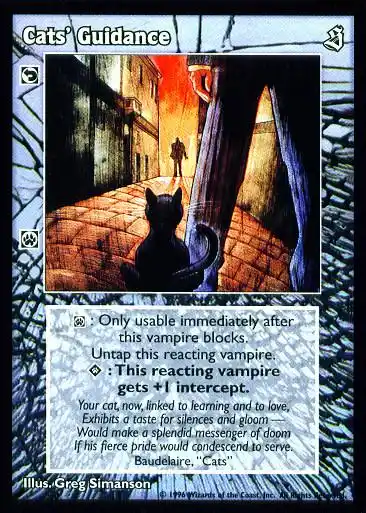 Cats' Guidance
: Only usable immediately after
this vampire blocks.
Untap this reacting vampire.
: This reacting vampire
gets +1 intercept.
Your cat, now, linked to learning and to love,
Exhibits a taste for silences and gloom —
Would make a splendid messenger of doom
If his fierce pride would condescend to serve.
Baudelaire, "Cats"
Illus. Greg Simanson
© 1996 Wizards of the Coast, Inc. All Rights Reserved.